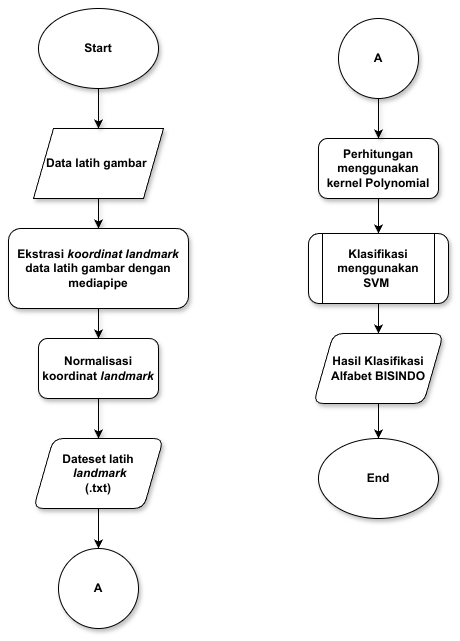 Start
Data latih gambar
Ekstrasi koordinat landmark
data latih gambar dengan
mediapipe
Normalisasi
koordinat landmark
Dateset latih
landmark
(.txt)
A
A
Perhitungan
menggunakan
kernel Polynomial
Klasifikasi
menggunakan
SVM
Hasil Klasifikasi
Alfabet BISINDO
End